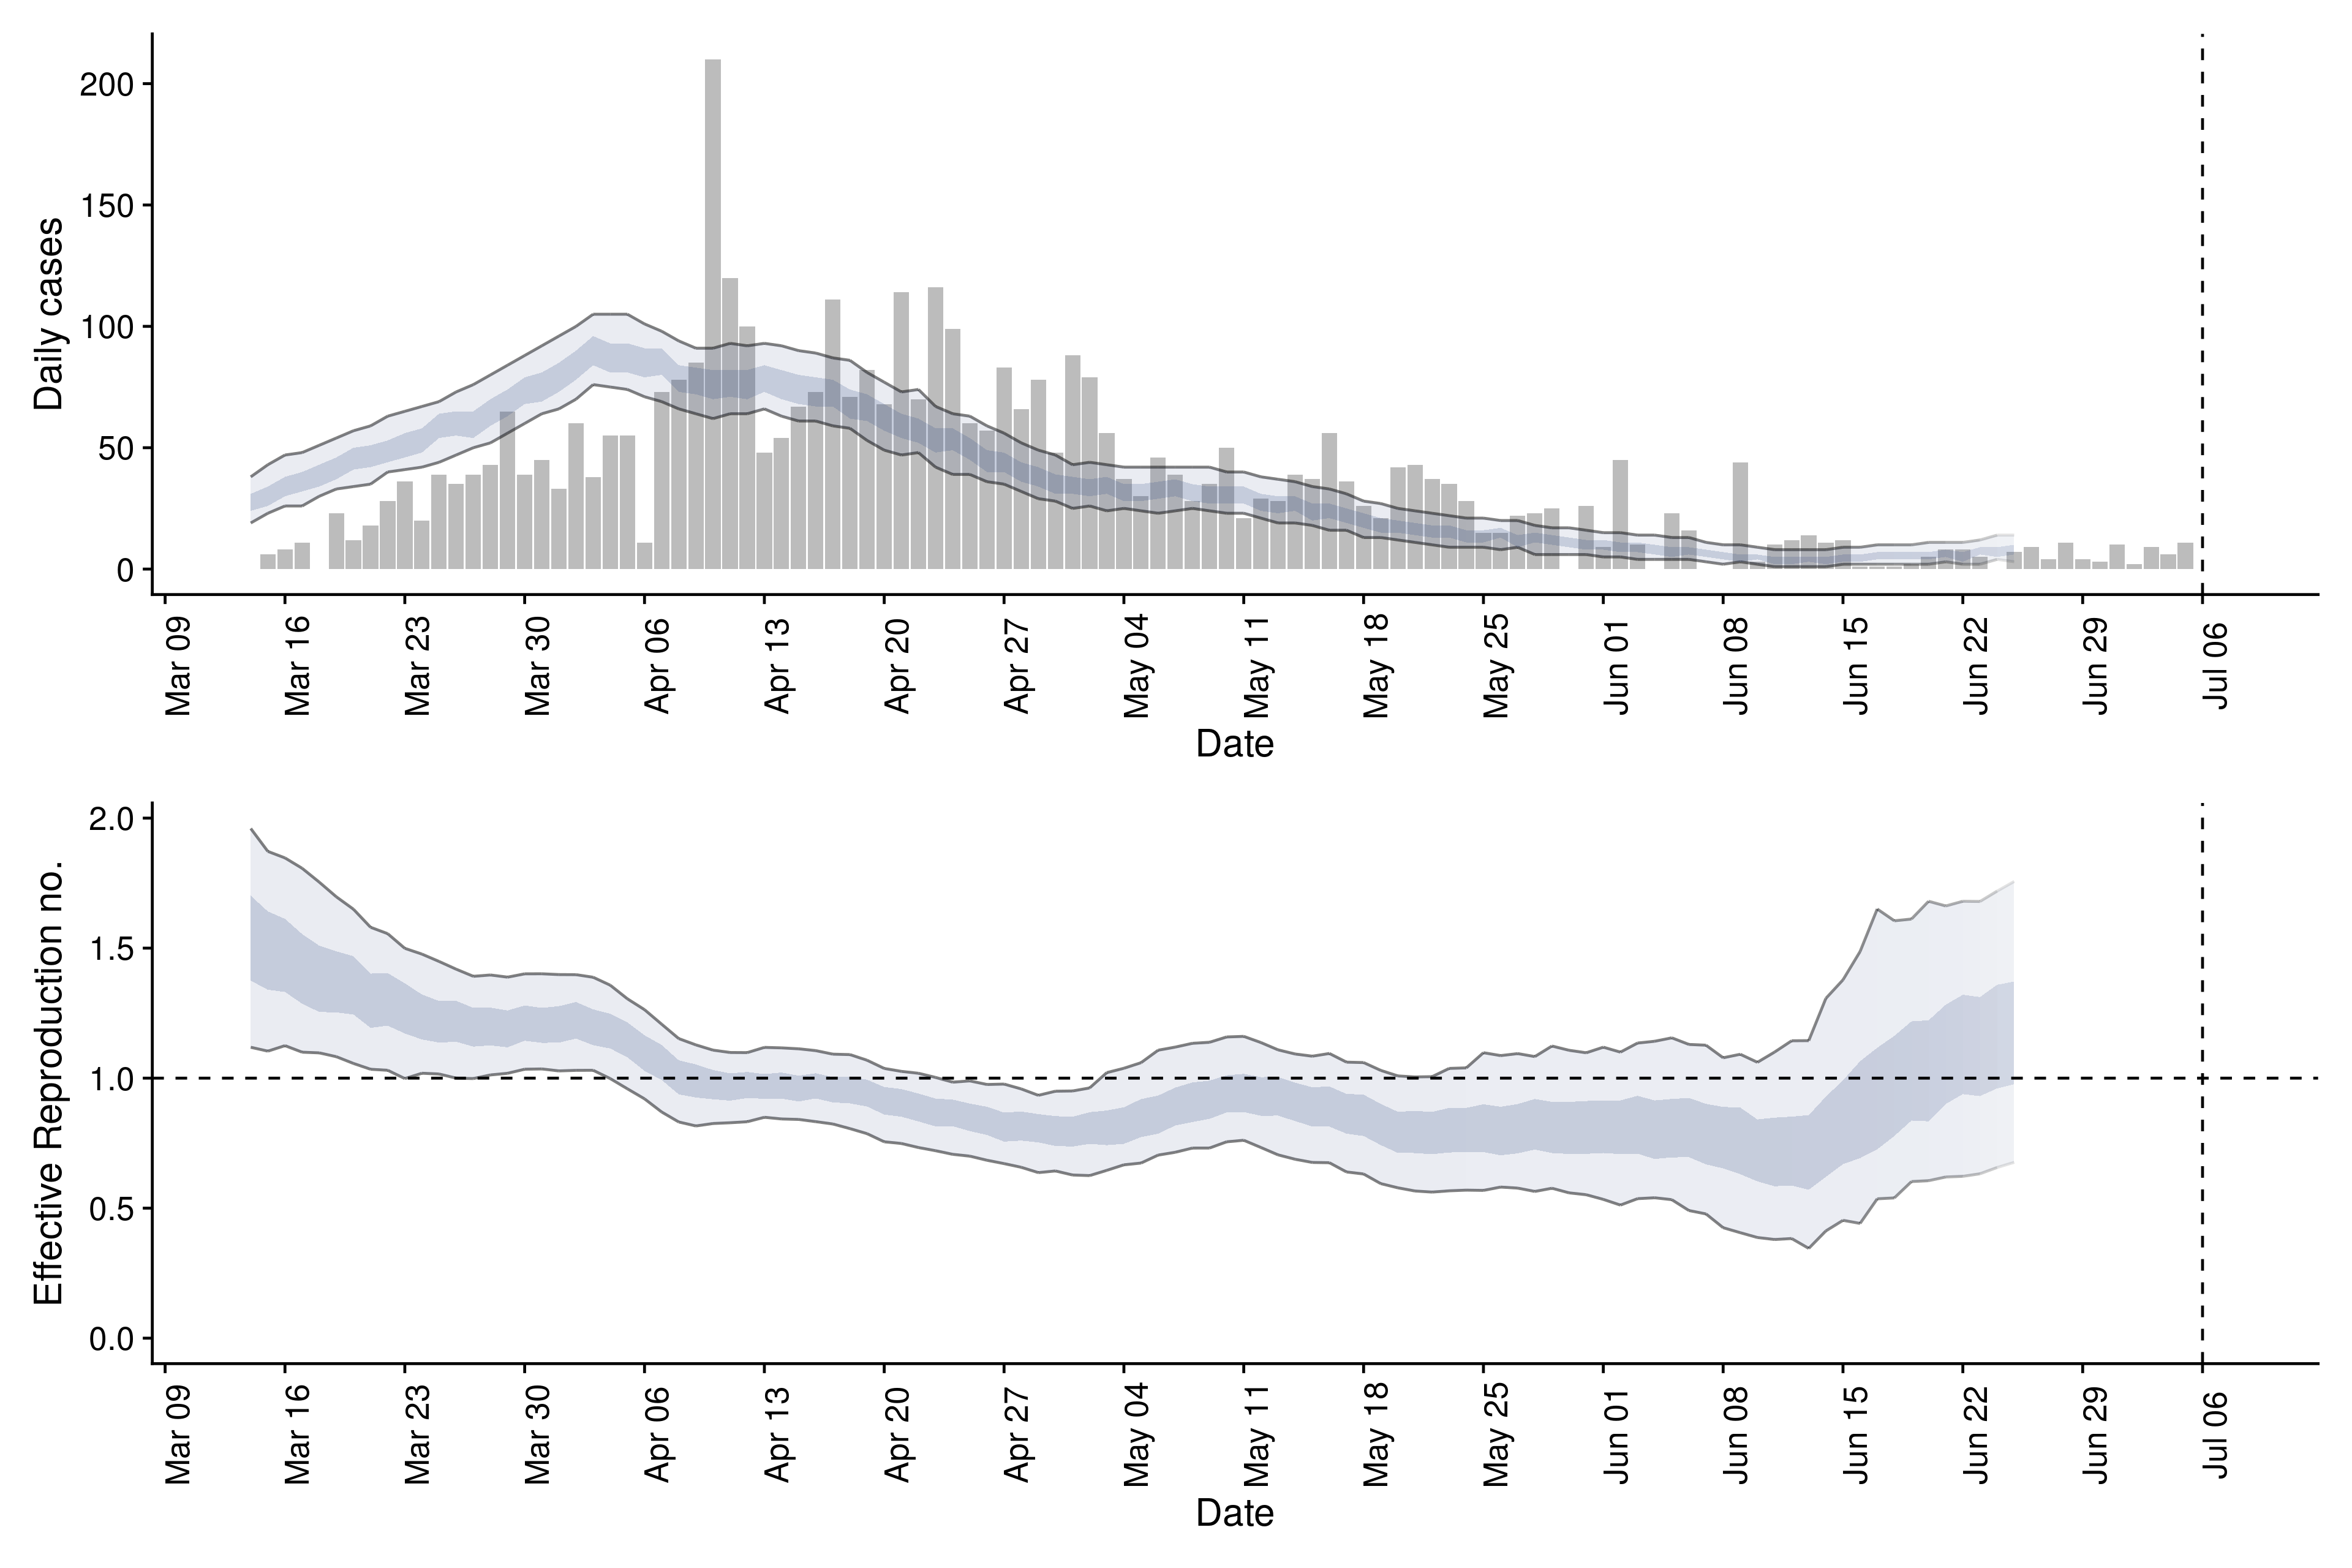 Daily cases
200
150
100
50
0
Mar 09
Mar 16
Mar 23
Mar 30
Apr 06
Apr 13
Apr 20
Apr 27
May 04
May 11
May 18
May 25
Jun 01
Jun 08
Jun 15
Jun 22
Jun 29
Jul 06
Date
Effective Reproduction no.
2.0
1.5
1.0
0.5
0.0
Mar 09
Mar 16
Mar 23
Mar 30
Apr 06
Apr 13
Apr 20
Apr 27
May 04
May 11
May 18
May 25
Jun 01
Jun 08
Jun 15
Jun 22
Jun 29
Jul 06
Date